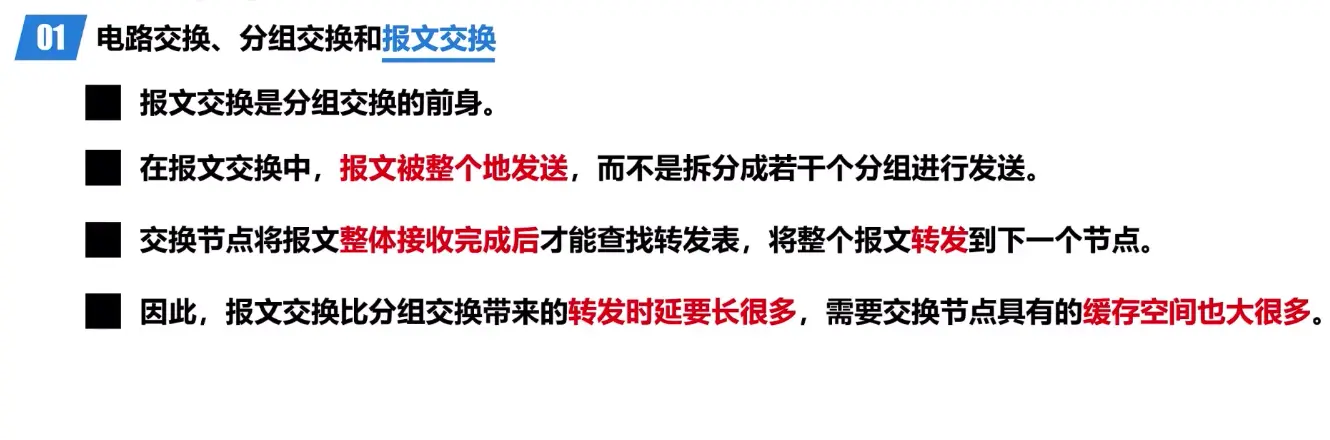 01 电路交换、分组交换和报文交换
报文交换是分组交换的前身。
在报文交换中，报文被整个地发送，而不是拆分成若干个分组进行发送。
交换节点将报文整体接收完成后才能查找转发表，将整个报文转发到下一个节点。
因此，报文交换比分组交换带来的转发时延要长很多，需要交换节点具有的缓存空间也大很多。